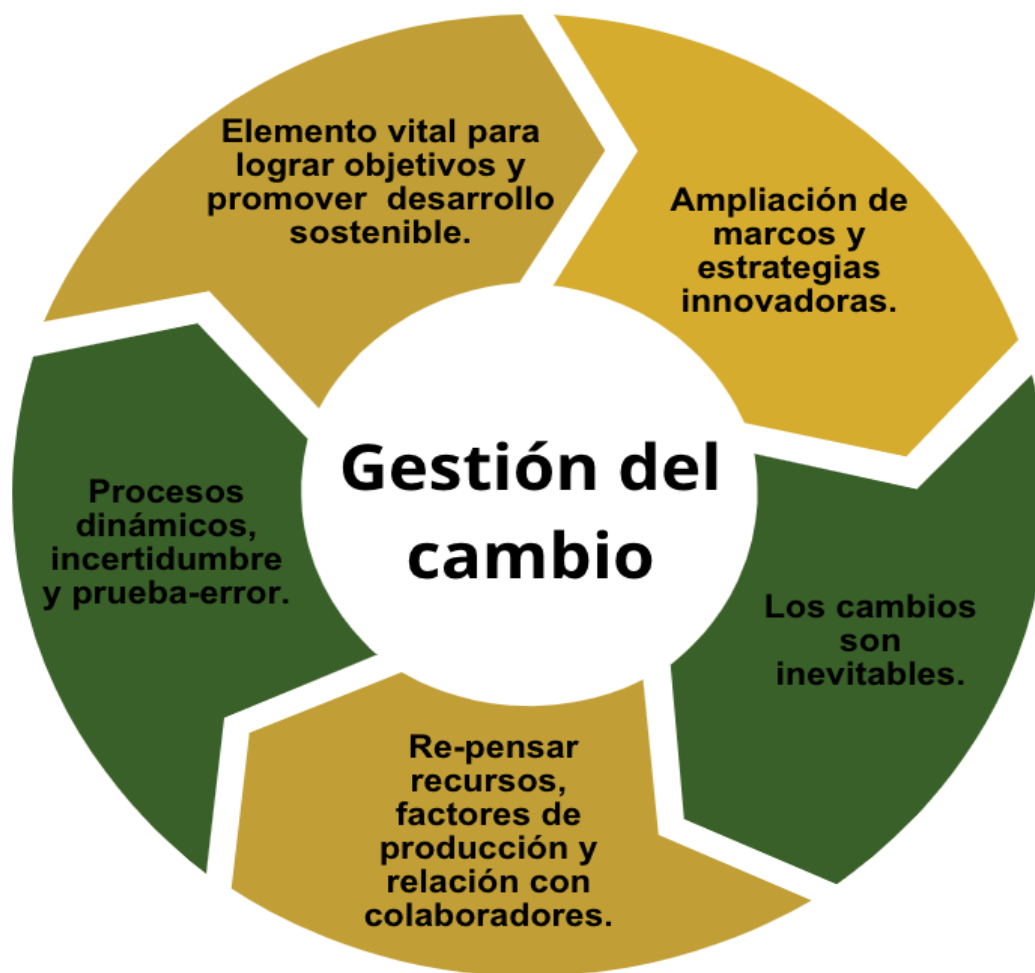 Elemento vital para
lograr objetivos y
promover  desarrollo
sostenible.
Ampliación de
marcos y
estrategias
innovadoras.
Gestión del
cambio
Procesos
dinámicos,
incertidumbre
y prueba-error.
Los cambios
son
inevitables.
Re-pensar
recursos,
factores de
producción y
relación con
colaboradores.